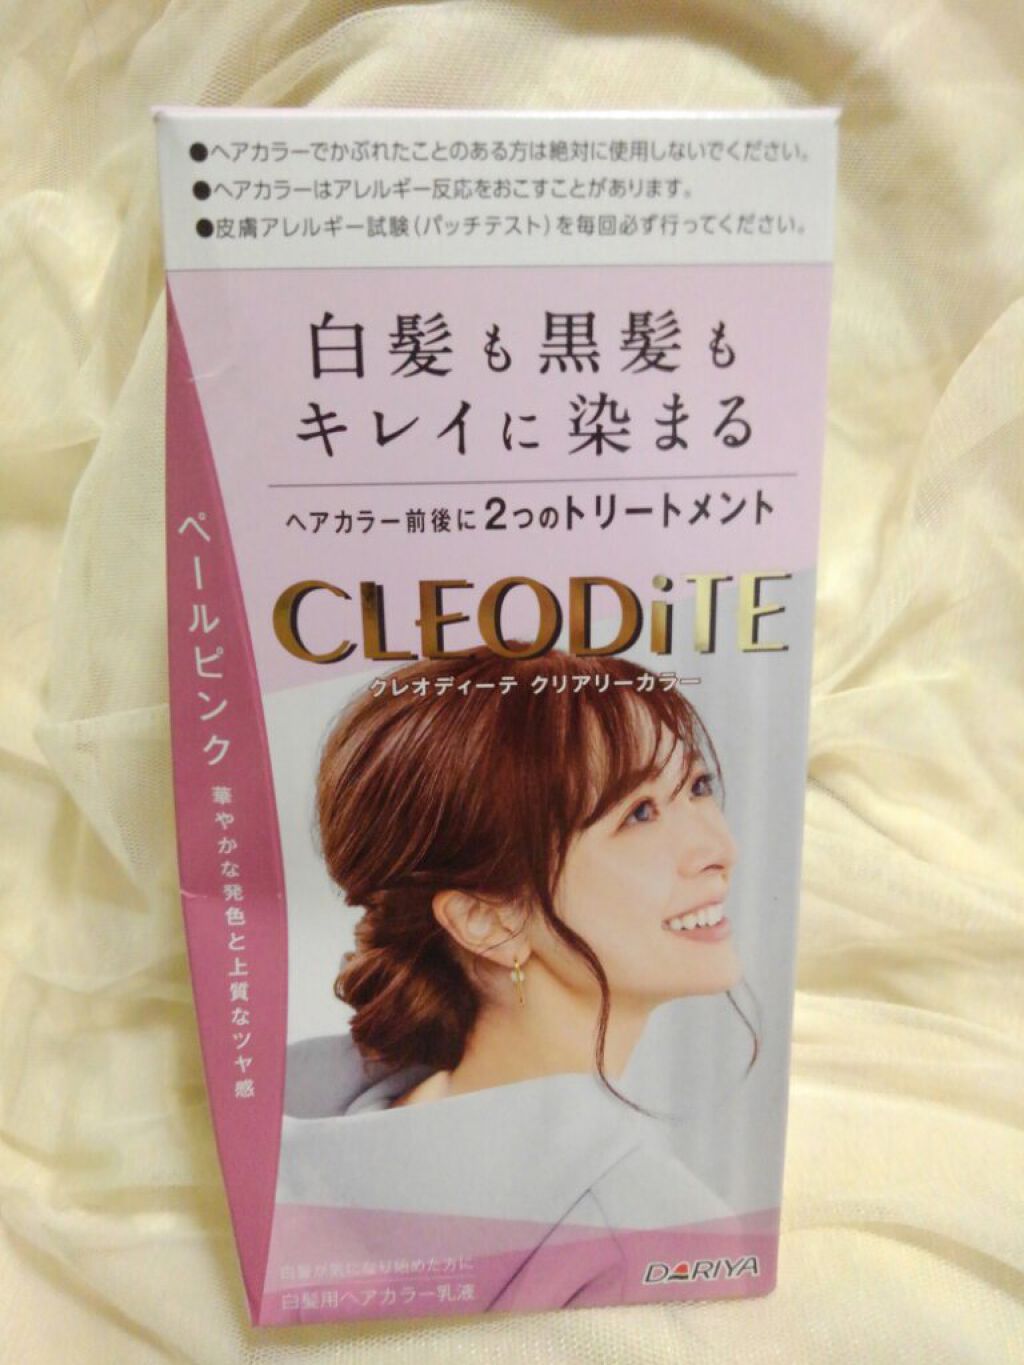 ●ヘアカラーでかぶれたことのある方は絶対に使用しないでください。
●ヘアカラーはアレルギー反応をおこすことがあります。
●皮膚アレルギー試験(パッチテスト)を毎回必ず行ってください。
白髪も黒髪も
キレイに染まる
ヘアカラー前後に2つのトリートメント
CLEODiTE
クレオディーテ クリアリーカラー
ペールピンク
華やかな発色と上質なツヤ感
白髪が気になり始めた方に
白髪用ヘアカラー乳液
DARIYA